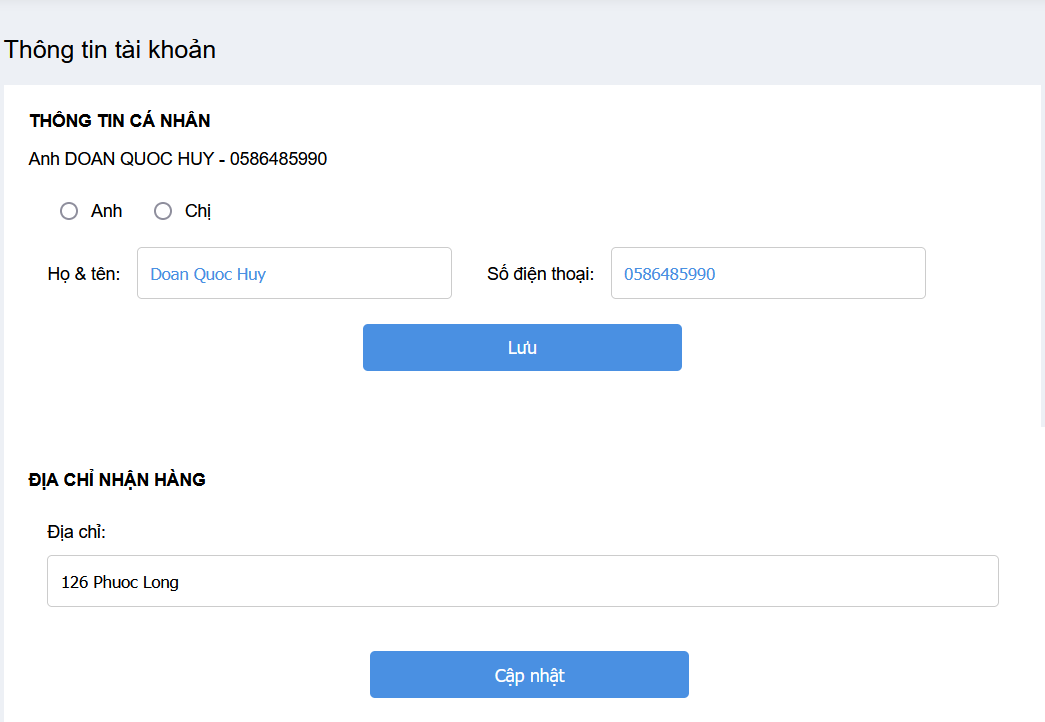 Thông tin tài khoản
THÔNG TIN CÁ NHÂN
Anh DOAN QUOC HUY - 0586485990
Anh Chị
Họ & tên: Doan Quoc Huy Số điện thoại: 0586485990
Lưu
ĐỊA CHỈ NHẬN HÀNG
Địa chỉ:
126 Phuoc Long
Cập nhật